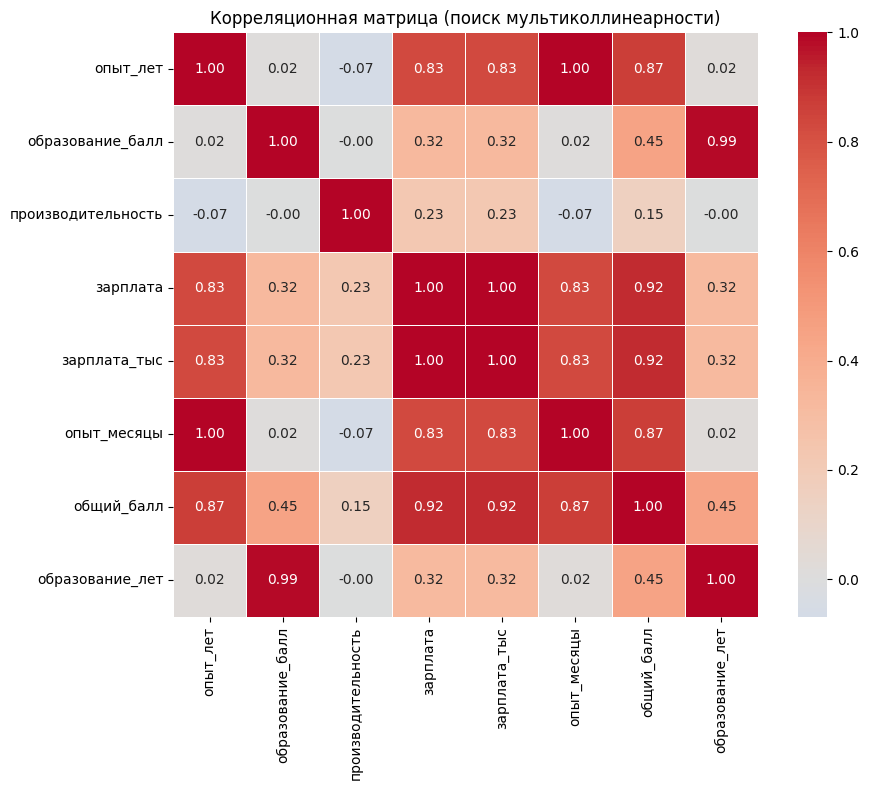 Корреляционная матрица (поиск мультиколлинеарности)
опыт_лет 1.00 0.02 -0.07 0.83 0.83 1.00 0.87 0.02
образование_балл 0.02 1.00 -0.00 0.32 0.32 0.02 0.45 0.99
производительность -0.07 -0.00 1.00 0.23 0.23 -0.07 0.15 -0.00
зарплата 0.83 0.32 0.23 1.00 1.00 0.83 0.92 0.32
зарплата_тыс 0.83 0.32 0.23 1.00 1.00 0.83 0.92 0.32
опыт_месяцы 1.00 0.02 -0.07 0.83 0.83 1.00 0.87 0.02
общий_балл 0.87 0.45 0.15 0.92 0.92 0.87 1.00 0.45
образование_лет 0.02 0.99 -0.00 0.32 0.32 0.02 0.45 1.00
опыт_лет
образование_балл
производительность
зарплата
зарплата_тыс
опыт_месяцы
общий_балл
образование_лет
1.0
0.8
0.6
0.4
0.2
0.0